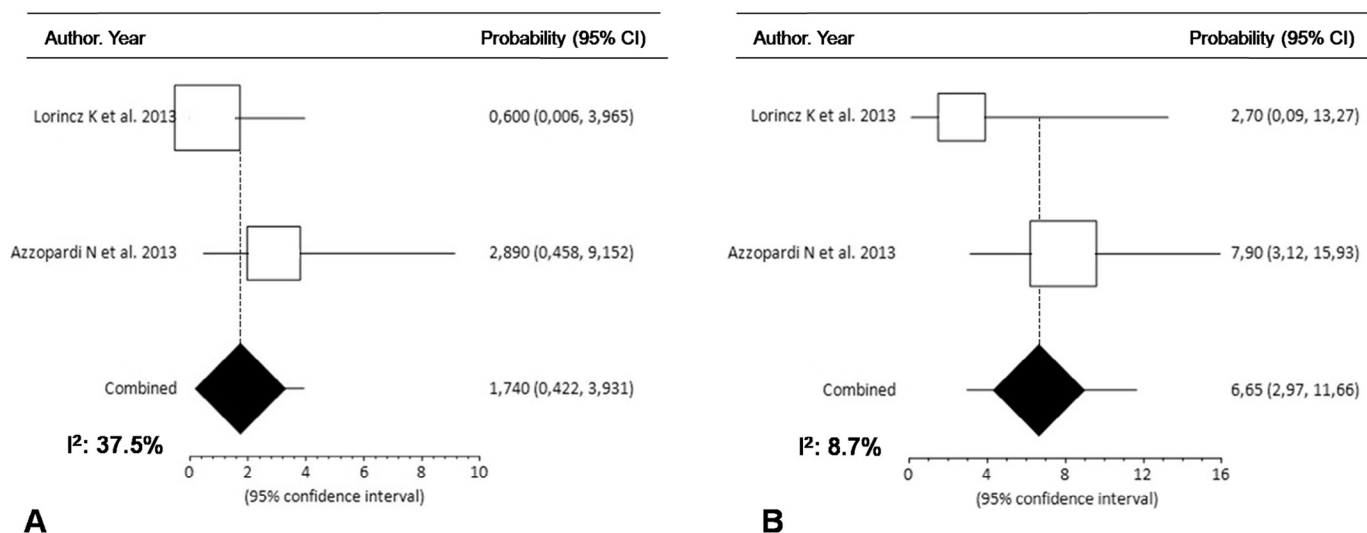 Author. Year Probability (95% CI)
Lorincz K et al. 2013 0,600 (0,006, 3,965)
Azzopardi N et al. 2013 2,890 (0,458, 9,152)
Combined 1,740 (0,422, 3,931)
I²: 37.5%
0 2 4 6 8 10
(95% confidence interval)
A
Author. Year Probability (95% CI)
Lorincz K et al. 2013 2,70 (0,09, 13,27)
Azzopardi N et al. 2013 7,90 (3,12, 15,93)
Combined 6,65 (2,97, 11,66)
I²: 8.7%
0 4 8 12 16
(95% confidence interval)
B